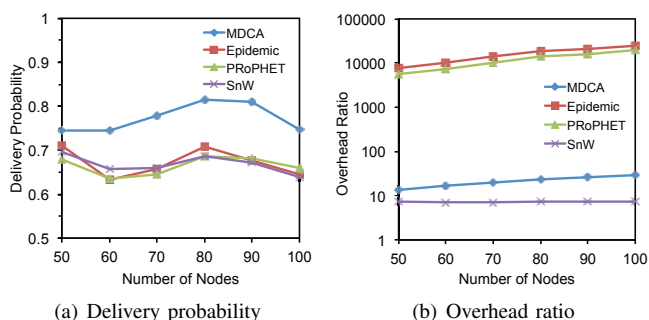 1
0.9
0.8
0.7
0.6
0.5
Delivery Probability
MDCA
Epidemic
PRoPHET
SnW
50 60 70 80 90 100
Number of Nodes
(a) Delivery probability
100000
10000
1000
100
10
1
Overhead Ratio
MDCA
Epidemic
PRoPHET
SnW
50 60 70 80 90 100
Number of Nodes
(b) Overhead ratio